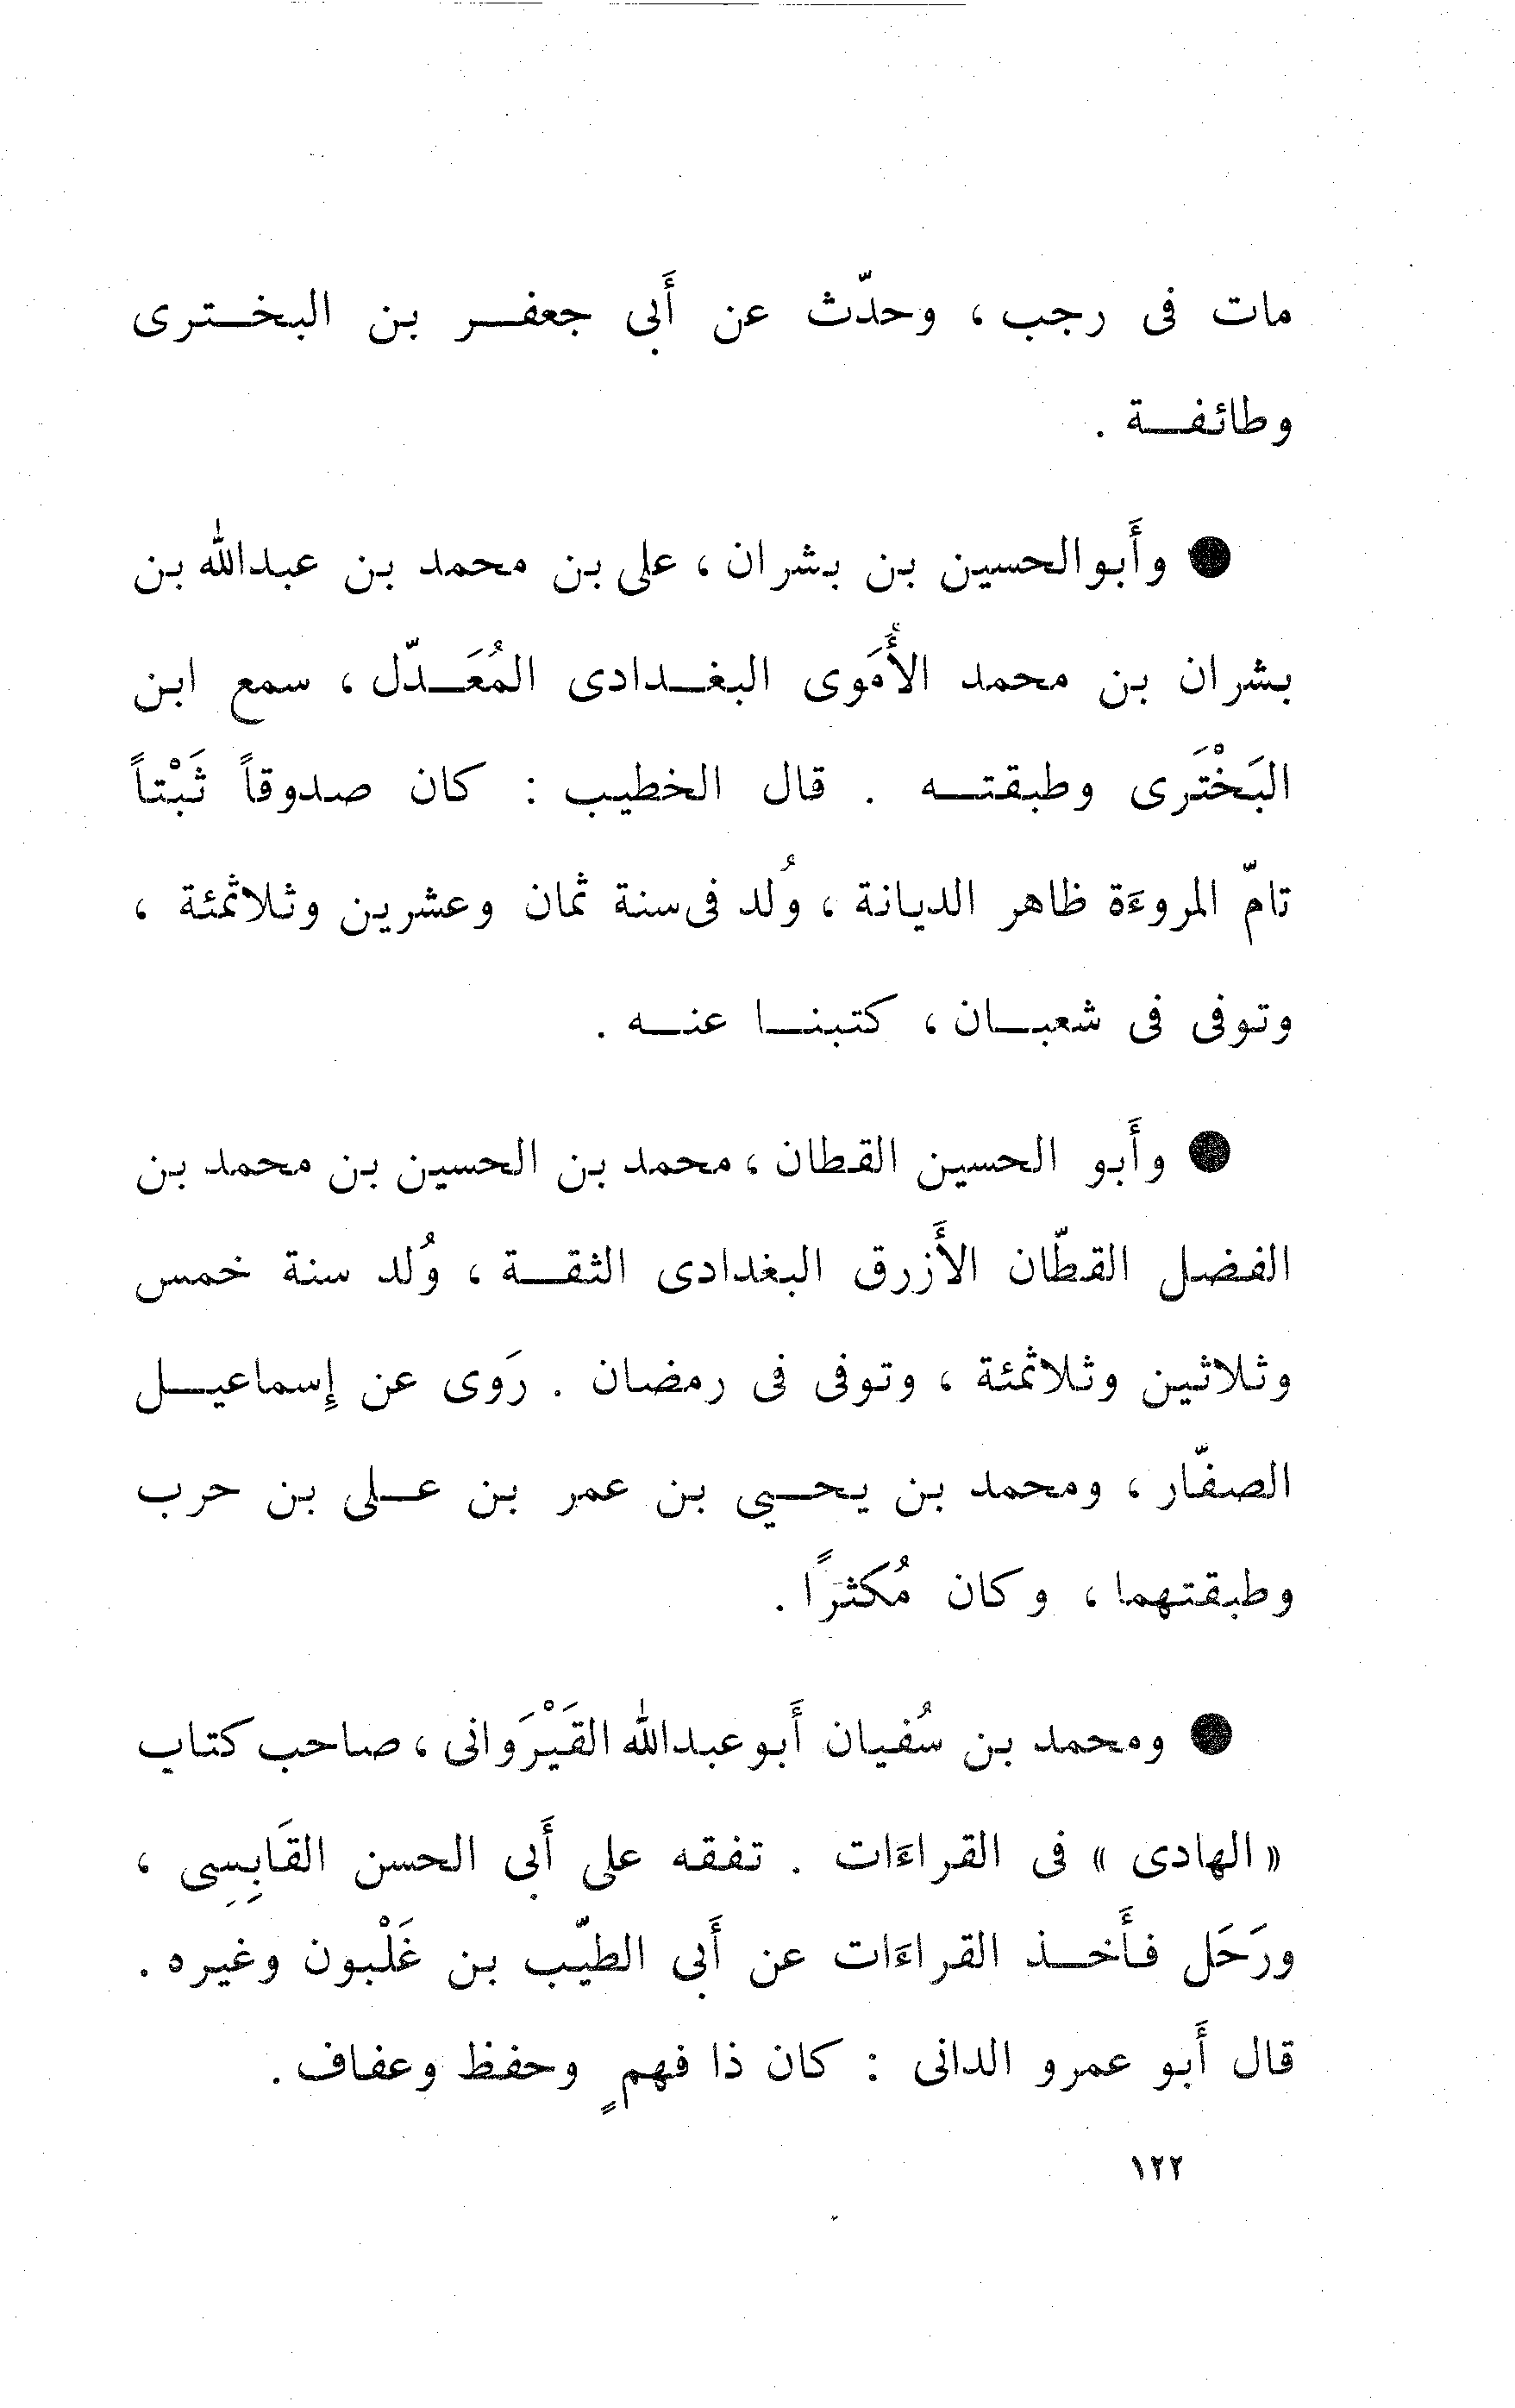 مات فى رجب ، وحدّث عن أَبى جعفر بن البخترى
وطائفة .
● وأَبوالحسين بن بشران ، على بن محمد بن عبدالله بن
بشران بن محمد الأُمَوى البغدادى المُعَدّل ، سمع ابن
البَخْتَرى وطبقته . قال الخطيب : كان صدوقاً ثَبْتاً
تامّ المروءَة ظاهر الديانة ، وُلد فى سنة ثمان وعشرين وثلاثمئة ،
وتوفى فى شعبان ، كتبنا عنه .
● وأَبو الحسين القطان ، محمد بن الحسين بن محمد بن
الفضل القطّان الأَزرق البغدادى الثقة ، وُلد سنة خمس
وثلاثين وثلاثمئة ، وتوفى فى رمضان . رَوى عن إسماعيل
الصفّار ، ومحمد بن يحيي بن عمر بن على بن حرب
وطبقتهما ، وكان مُكثرًا .
● ومحمد بن سُفيان أَبوعبدالله القَيْرَوانى ، صاحب كتاب
« الهادى » فى القراءَات . تفقه على أَبى الحسن القَابِسِى ،
ورَحَل فأَخذ القراءَات عن أَبى الطيّب بن غَلْبون وغيره .
قال أَبو عمرو الدانى : كان ذا فهمٍ وحفظ وعفاف .
١٢٢